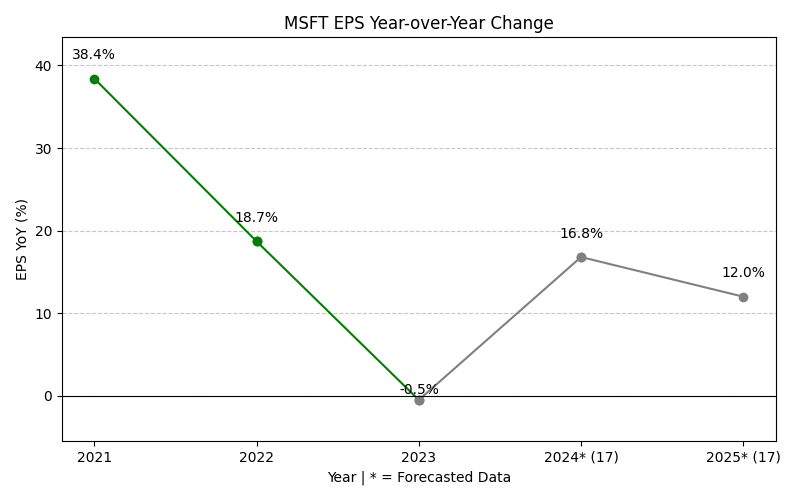 MSFT EPS Year-over-Year Change
EPS YoY (%)
40
30
20
10
0
38.4%
18.7%
-0.5%
16.8%
12.0%
2021 2022 2023 2024* (17) 2025* (17)
Year | * = Forecasted Data